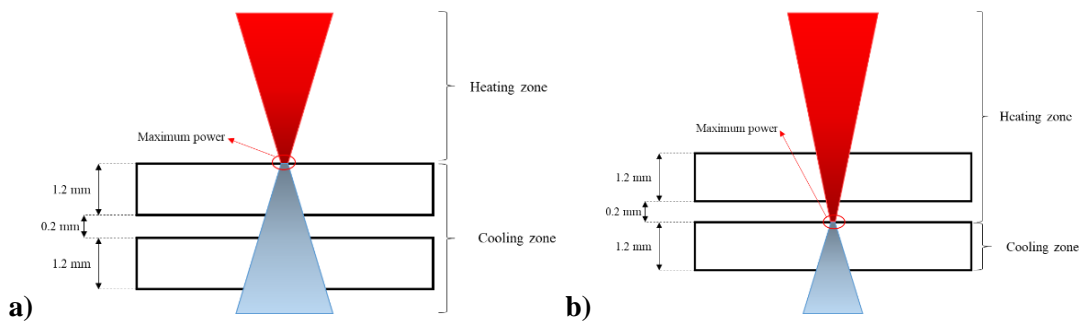 Heating zone
Maximum power
1.2 mm
0.2 mm
1.2 mm
Cooling zone
a)
Heating zone
Maximum power
1.2 mm
0.2 mm
1.2 mm
Cooling zone
b)